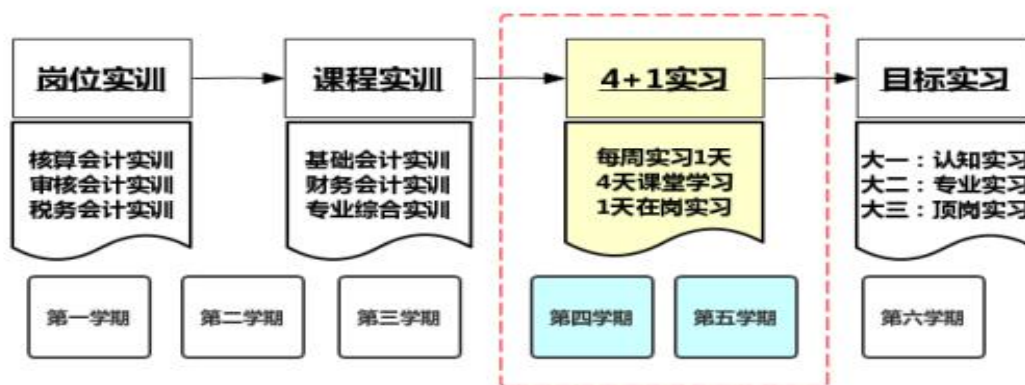 岗位实训
课程实训
4+1实习
目标实习
核算会计实训
审核会计实训
税务会计实训
基础会计实训
财务会计实训
专业综合实训
每周实习1天
4天课堂学习
1天在岗实习
大一：认知实习
大二：专业实习
大三：顶岗实习
第一学期
第二学期
第三学期
第四学期
第五学期
第六学期